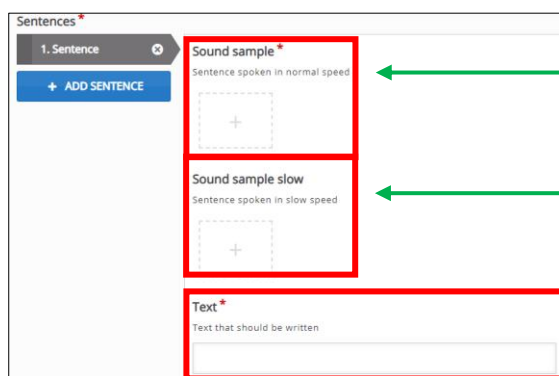 Sentences *
1. Sentence
+ ADD SENTENCE
Sound sample *
Sentence spoken in normal speed
+
Sound sample slow
Sentence spoken in slow speed
+
Text *
Text that should be written